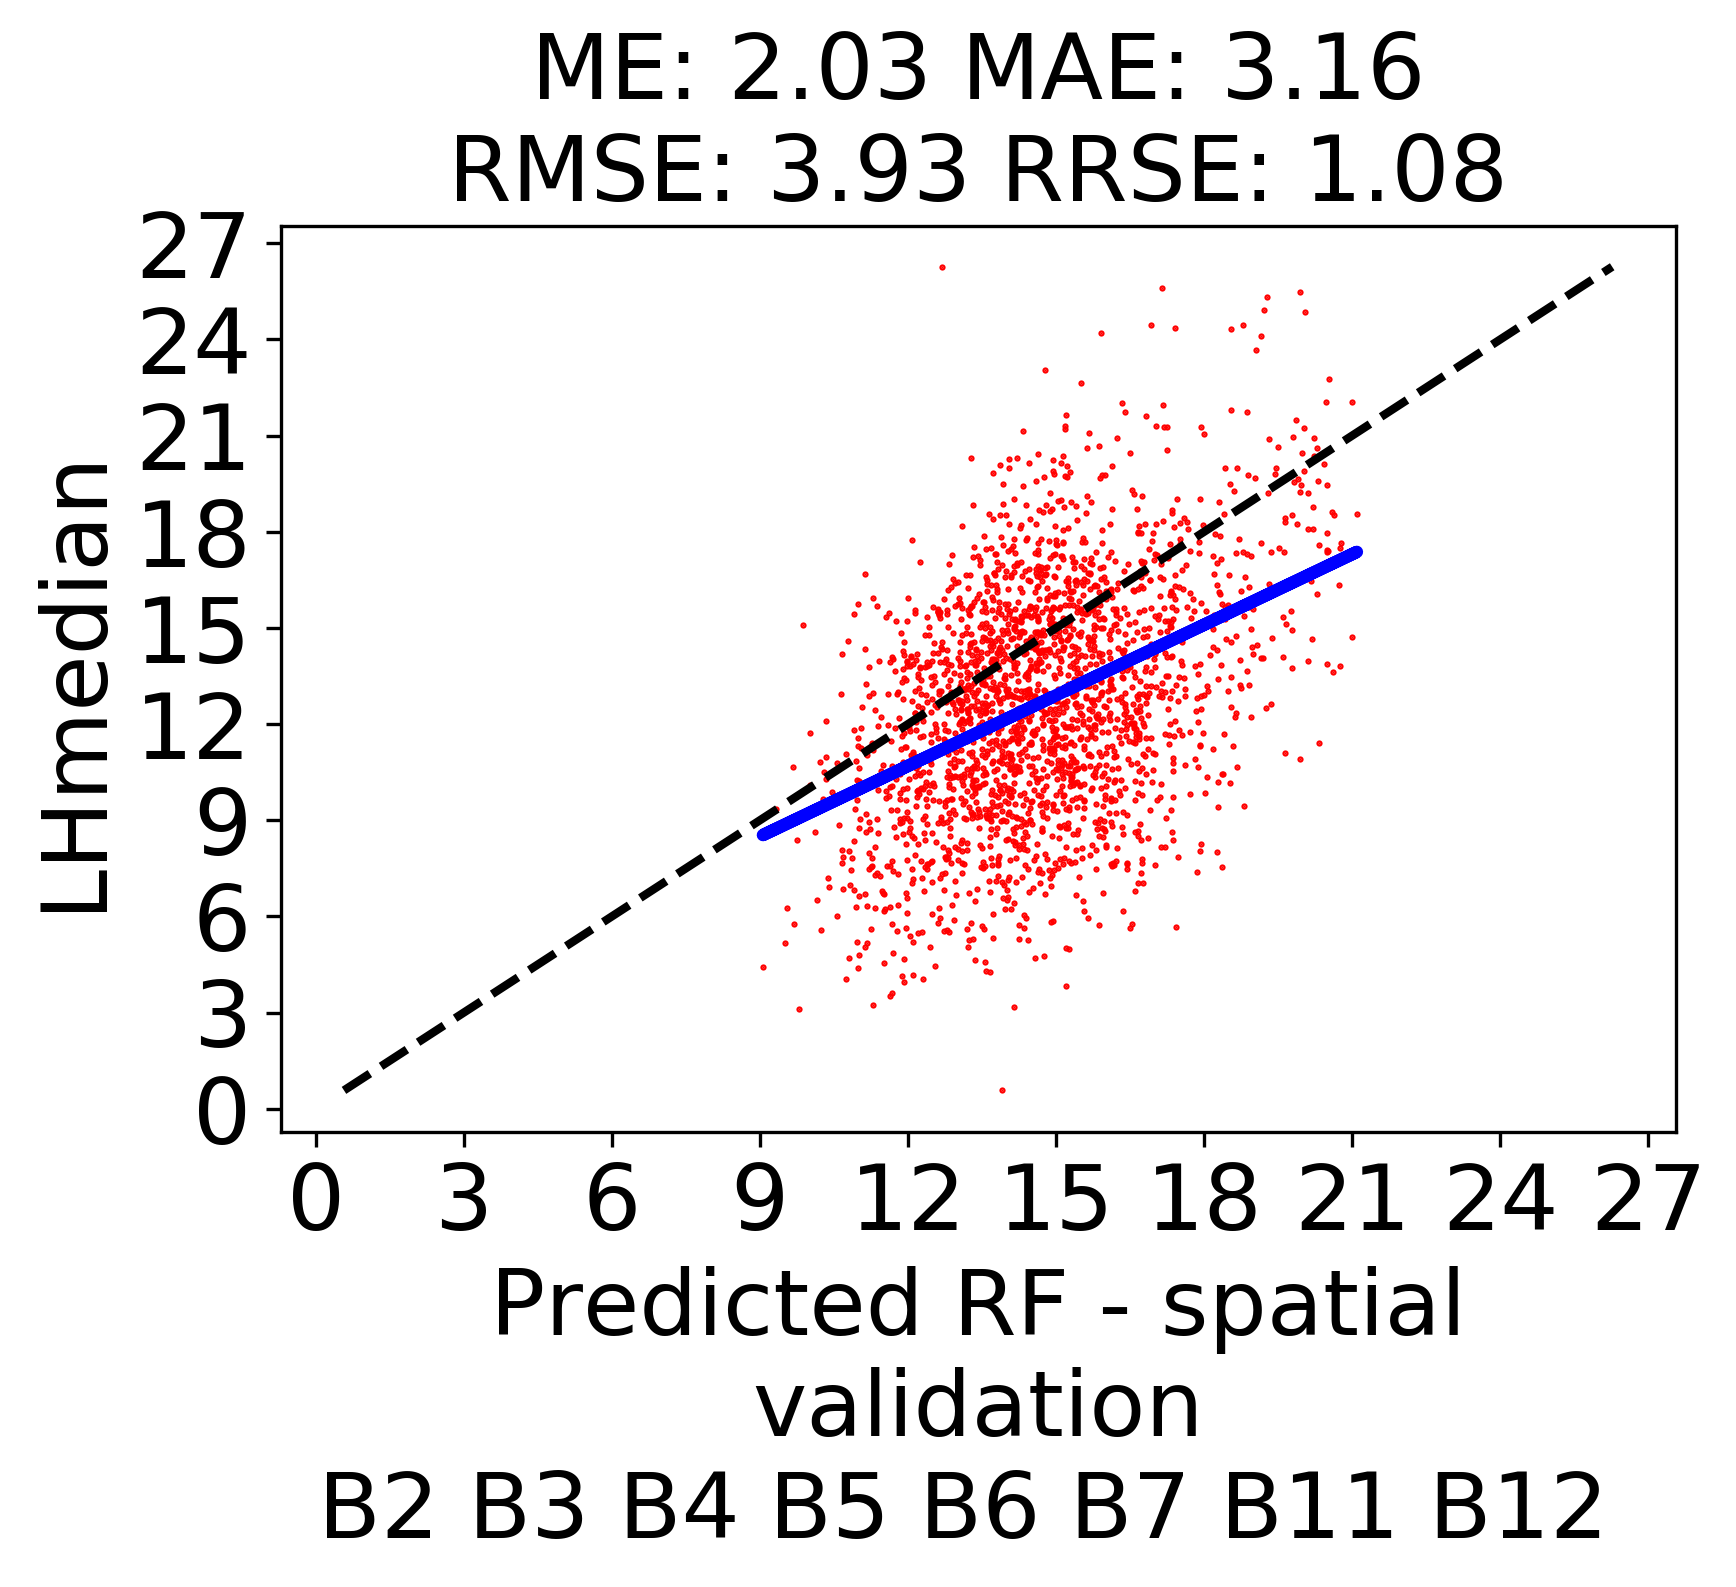 ME: 2.03 MAE: 3.16
RMSE: 3.93 RRSE: 1.08
27
24
21
18
15
12
9
6
3
0
LHmedian
0 3 6 9 12 15 18 21 24 27
Predicted RF - spatial
validation
B2 B3 B4 B5 B6 B7 B11 B12